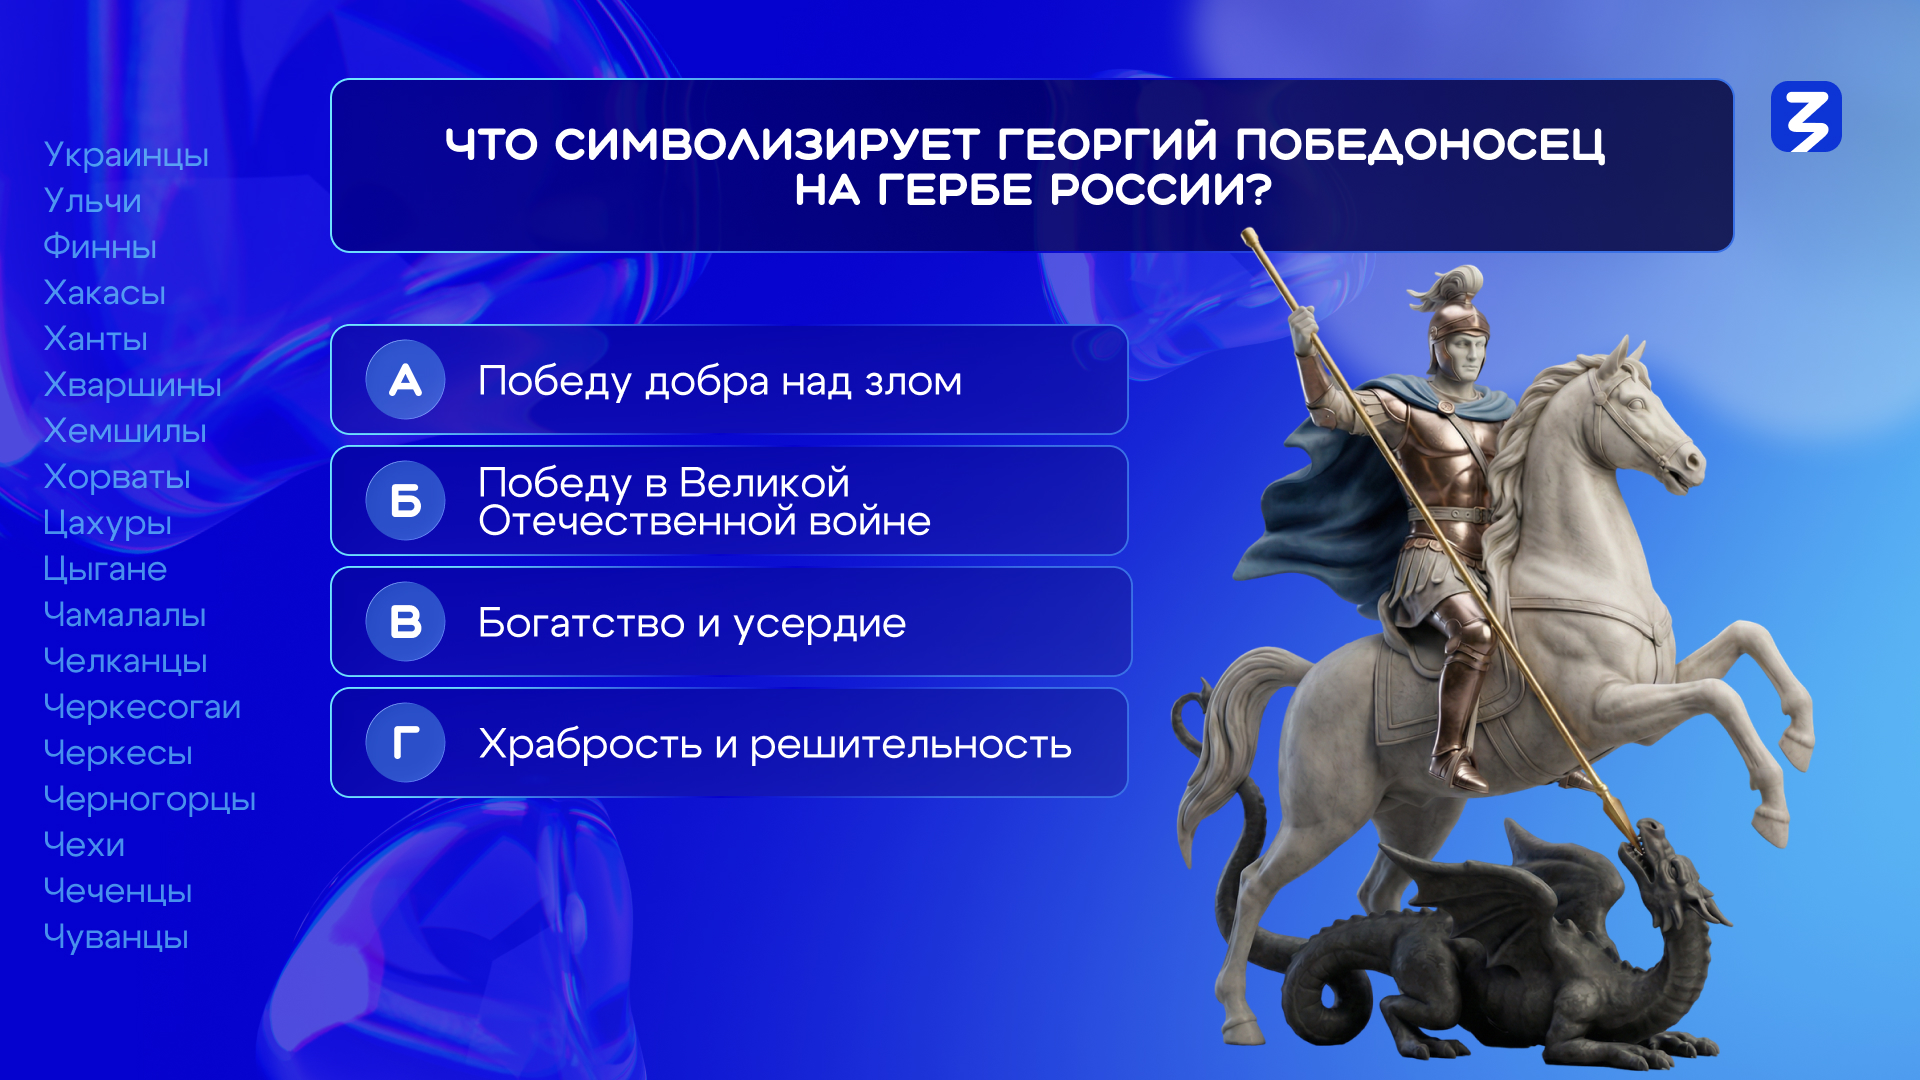 ЧТО СИМВОЛИЗИРУЕТ ГЕОРГИЙ ПОБЕДОНОСЕЦ
НА ГЕРБЕ РОССИИ?
А Победу добра над злом
Б Победу в Великой
Отечественной войне
В Богатство и усердие
Г Храбрость и решительность
Украинцы
Ульчи
Финны
Хакасы
Ханты
Хваршины
Хемшилы
Хорваты
Цахуры
Цыгане
Чамалалы
Челканцы
Черкесогаи
Черкесы
Черногорцы
Чехи
Чеченцы
Чуванцы